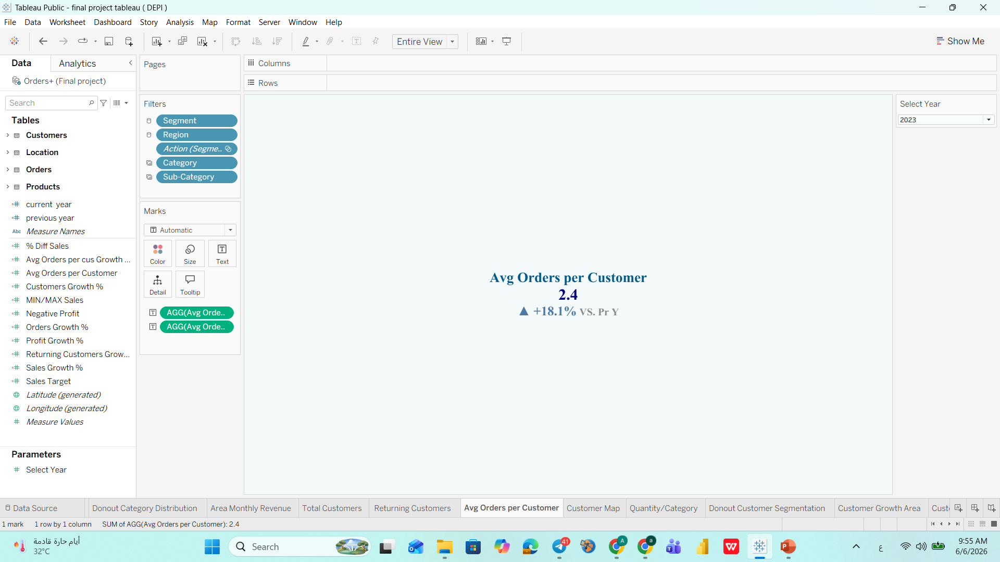 Tableau Public - final project tableau ( DEPI )
File Data Worksheet Dashboard Story Analysis Map Format Server Window Help
Entire View
Show Me
Data Analytics
Orders+ (Final project)
Search
Tables
Customers
Location
Orders
Products
current year
previous year
Abc Measure Names
% Diff Sales
Avg Orders per cus Growth ...
Avg Orders per Customer
Customers Growth %
MIN/MAX Sales
Negative Profit
Orders Growth %
Profit Growth %
Returning Customers Grow...
Sales Growth %
Sales Target
Latitude (generated)
Longitude (generated)
Measure Values
Parameters
Select Year
Pages
Filters
Segment
Region
Action (Segme..
Category
Sub-Category
Marks
Automatic
Color Size Text
Detail Tooltip
AGG(Avg Orde..
AGG(Avg Orde..
Columns
Rows
Avg Orders per Customer
2.4
▲ +18.1% VS. Pr Y
Select Year
2023
Data Source Donout Category Distribution Area Monthly Revenue Total Customers Returning Customers Avg Orders per Customer Customer Map Quantity/Category Donout Customer Segmentation Customer Growth Area Custo
1 mark 1 row by 1 column SUM of AGG(Avg Orders per Customer): 2.4
أيام حارة قادمة
32°C
Search
41
A
a
ع
9:55 AM
6/6/2026